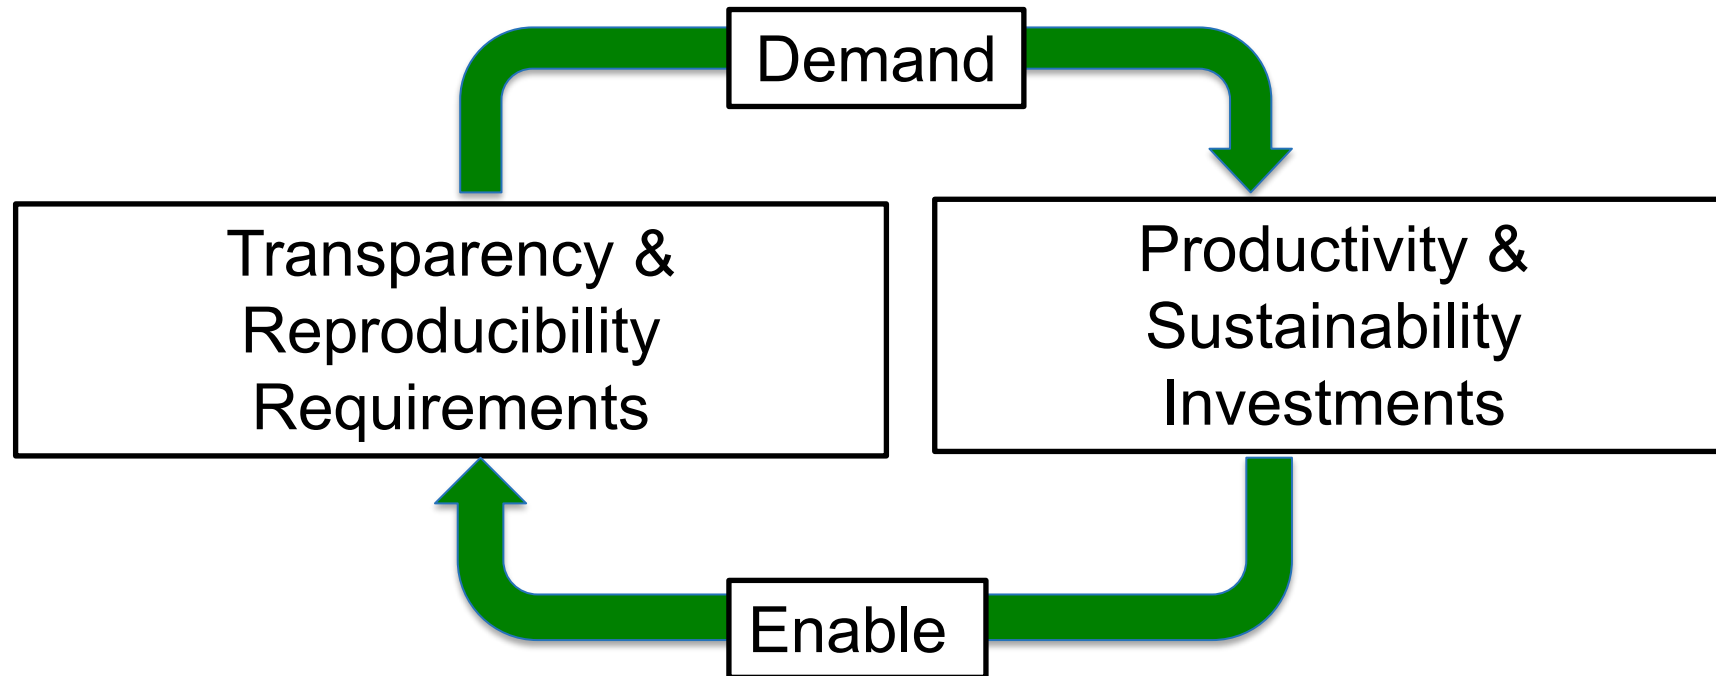 Demand
Transparency &
Reproducibility
Requirements
Productivity &
Sustainability
Investments
Enable